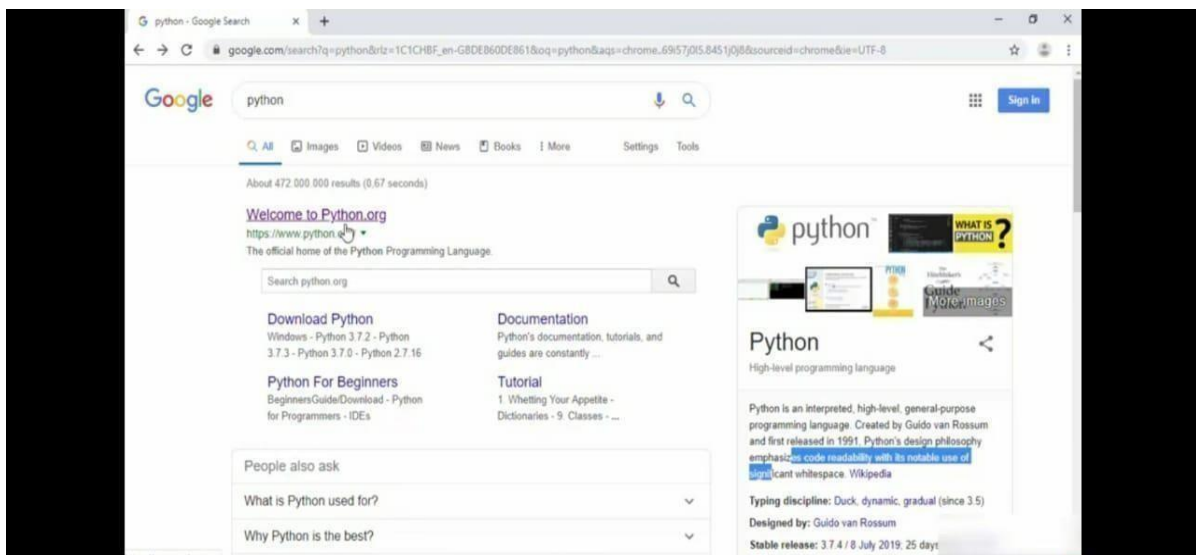 python - Google Search
google.com/search?q=python&rlz=1C1CHBF_en-GBDE860DE861&oq=python&aqs=chrome..69i57j0l5.8451j0j8&sourceid=chrome&ie=UTF-8
Google
python
Sign in
All Images Videos News Books More Settings Tools
About 472.000.000 results (0,67 seconds)
Welcome to Python.org
https://www.python.
The official home of the Python Programming Language.
Search python.org
Download Python
Windows - Python 3.7.2 - Python
3.7.3 - Python 3.7.0 - Python 2.7.16
Documentation
Python's documentation, tutorials, and
guides are constantly ...
Python For Beginners
BeginnersGuide/Download - Python
for Programmers - IDEs
Tutorial
1. Whetting Your Appetite -
Dictionaries - 9. Classes - ...
People also ask
What is Python used for?
Why Python is the best?
python
WHAT IS
PYTHON ?
PYTHON
Guide
More images
Python
High-level programming language
Python is an interpreted, high-level, general-purpose
programming language. Created by Guido van Rossum
and first released in 1991, Python's design philosophy
emphasizes code readability with its notable use of
significant whitespace. Wikipedia
Typing discipline: Duck, dynamic, gradual (since 3.5)
Designed by: Guido van Rossum
Stable release: 3.7.4 / 8 July 2019; 25 days